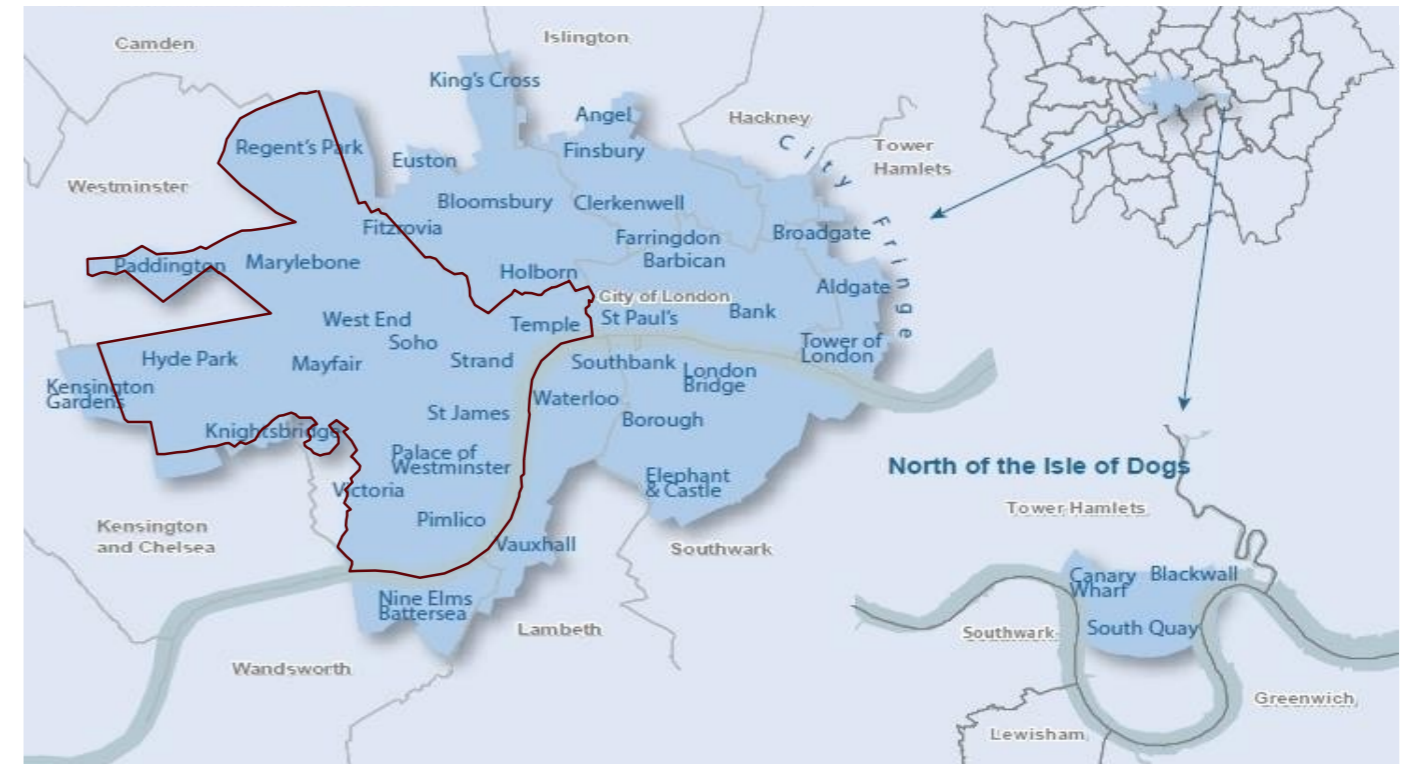 Camden
Islington
King's Cross
Angel
Hackney
City Fringe
Tower
Hamlets
Regent's Park
Euston
Finsbury
Westminster
Bloomsbury
Clerkenwell
Fitzrovia
Farringdon
Barbican
Broadgate
Paddington
Marylebone
Holborn
Aldgate
City of London
West End
Soho
Temple
St Paul's
Bank
Hyde Park
Mayfair
Strand
Southbank
London
Bridge
Tower of
London
Kensington
Gardens
Waterloo
St James
Borough
Knightsbridge
Palace of
Westminster
Elephant
& Castle
Victoria
Pimlico
Kensington
and Chelsea
Vauxhall
Southwark
Nine Elms
Battersea
Lambeth
Wandsworth
North of the Isle of Dogs
Tower Hamlets
Canary
Wharf
Blackwall
Southwark
South Quay
Greenwich
Lewisham